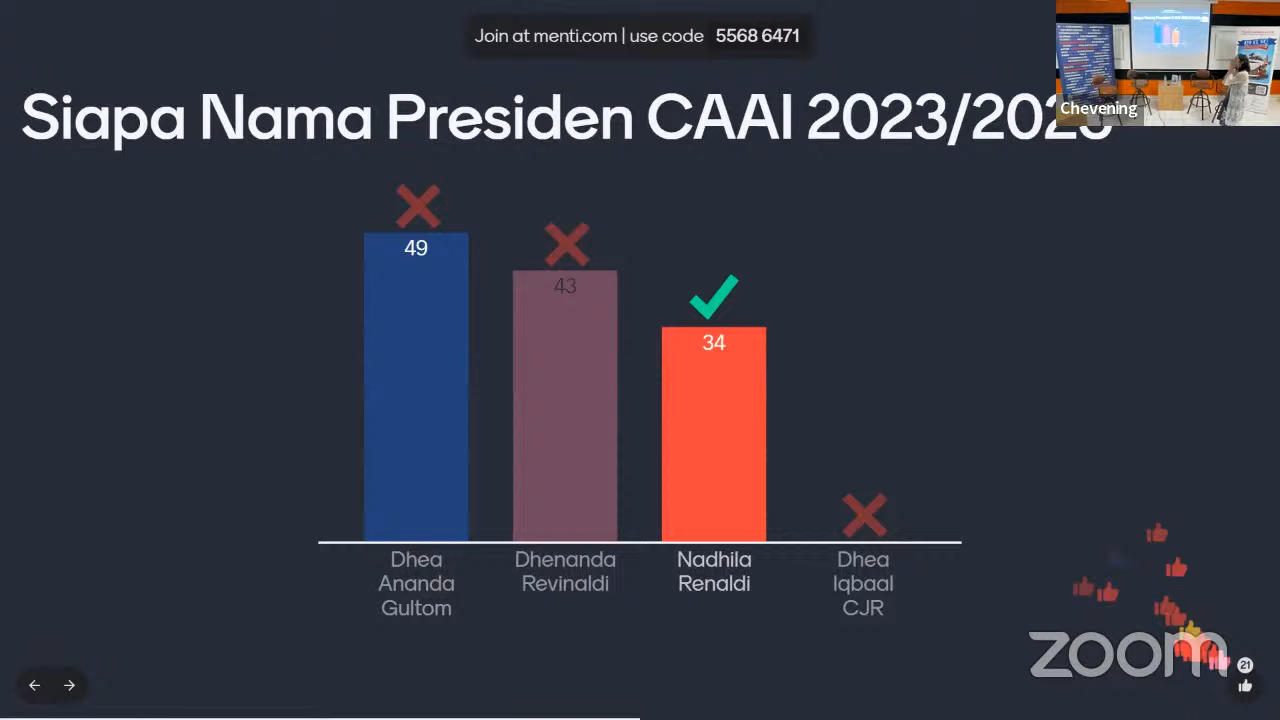 Join at menti.com | use code 5568 6471
Siapa Nama Presiden CAAI 2023/2025
Chevening
49
43
34
Dhea
Ananda
Gultom
Dhenanda
Revinaldi
Nadhila
Renaldi
Dhea
Iqbaal
CJR
zoom
21